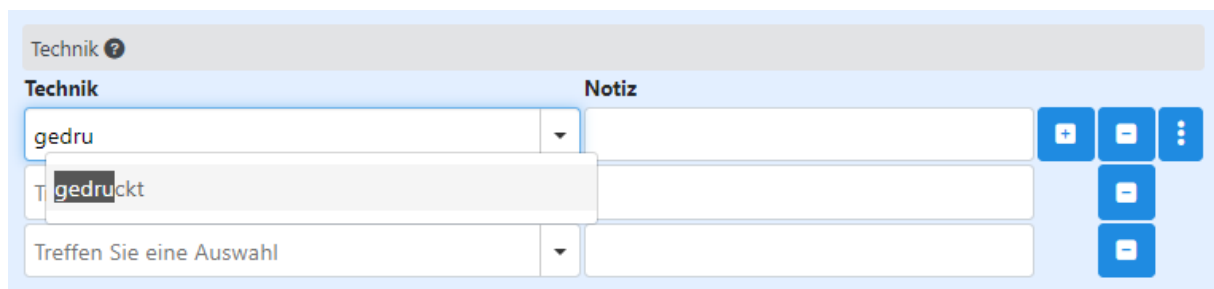 Technik
Technik Notiz
gedru
gedruckt
Treffen Sie eine Auswahl